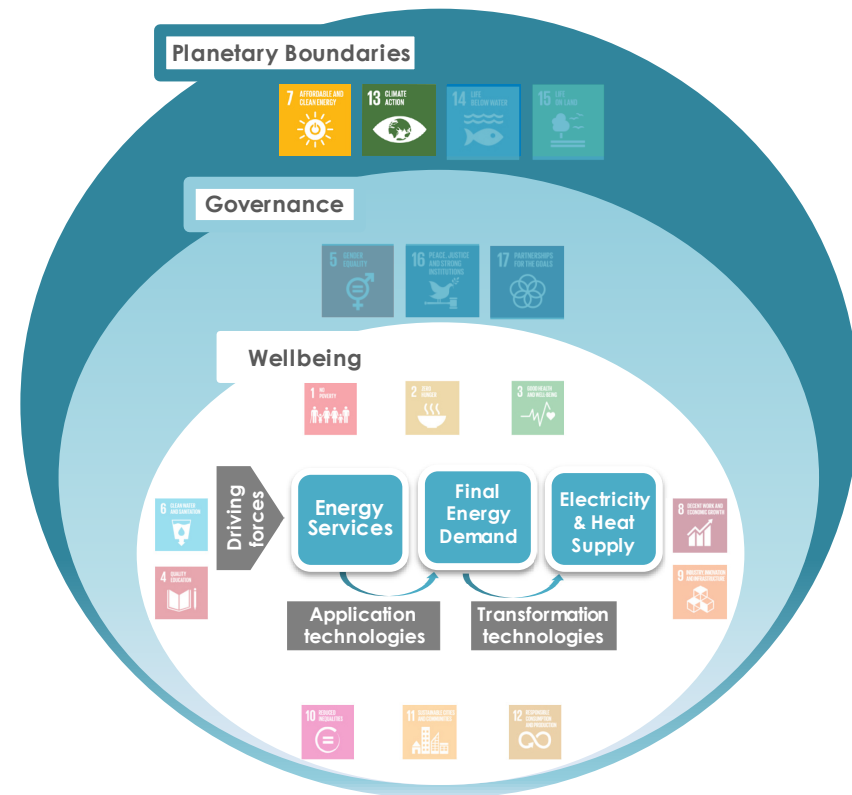 Planetary Boundaries
7 AFFORDABLE AND
CLEAN ENERGY
13 CLIMATE
ACTION
14 LIFE
BELOW WATER
15 LIFE
ON LAND
Governance
5 GENDER
EQUALITY
16 PEACE, JUSTICE
AND STRONG
INSTITUTIONS
17 PARTNERSHIPS
FOR THE GOALS
Wellbeing
1 NO
POVERTY
2 ZERO
HUNGER
3 GOOD HEALTH
AND WELL-BEING
6 CLEAN WATER
AND SANITATION
4 QUALITY
EDUCATION
Driving
forces
Energy
Services
Final
Energy
Demand
Electricity
& Heat
Supply
Application
technologies
Transformation
technologies
8 DECENT WORK AND
ECONOMIC GROWTH
9 INDUSTRY, INNOVATION
AND INFRASTRUCTURE
10 REDUCED
INEQUALITIES
11 SUSTAINABLE CITIES
AND COMMUNITIES
12 RESPONSIBLE
CONSUMPTION
AND PRODUCTION